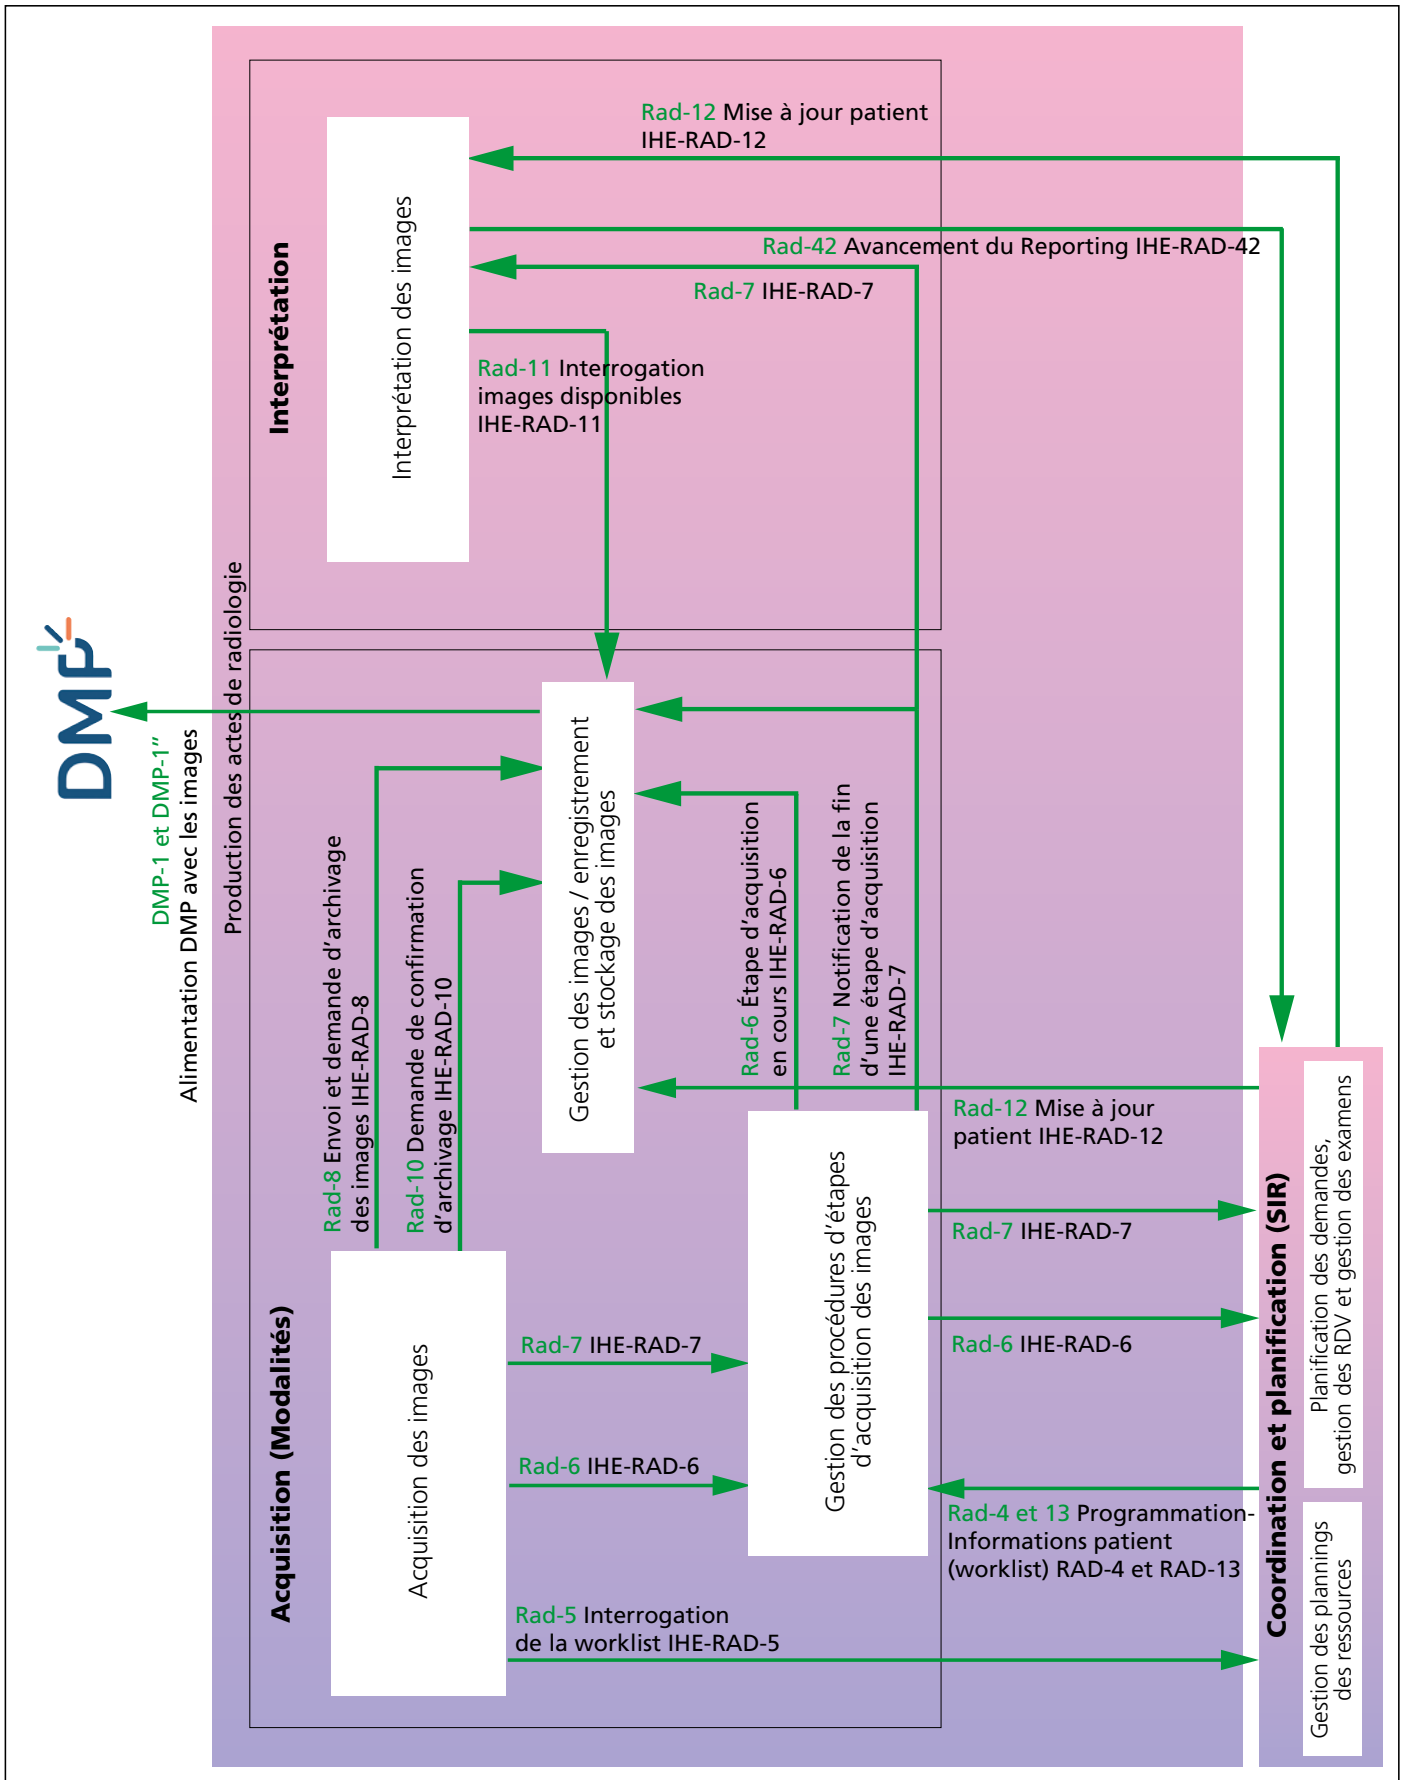 Rad-12 Mise à jour patient
IHE-RAD-12
Interprétation
Interprétation des images
Rad-42 Avancement du Reporting IHE-RAD-42
Rad-7 IHE-RAD-7
Rad-11 Interrogation
images disponibles
IHE-RAD-11
DMP
DMP-1 et DMP-1”
Alimentation DMP avec les images
Production des actes de radiologie
Gestion des images / enregistrement
et stockage des images
Rad-8 Envoi et demande d’archivage
des images IHE-RAD-8
Rad-10 Demande de confirmation
d’archivage IHE-RAD-10
Rad-6 Étape d’acquisition
en cours IHE-RAD-6
Rad-7 Notification de la fin
d’une étape d’acquisition
IHE-RAD-7
Rad-12 Mise à jour
patient IHE-RAD-12
Acquisition (Modalités)
Acquisition des images
Rad-7 IHE-RAD-7
Rad-6 IHE-RAD-6
Gestion des procédures d’étapes
d’acquisition des images
Rad-7 IHE-RAD-7
Rad-6 IHE-RAD-6
Rad-4 et 13 Programmation-
Informations patient
(worklist) RAD-4 et RAD-13
Rad-5 Interrogation
de la worklist IHE-RAD-5
Coordination et planification (SIR)
Planification des demandes,
gestion des RDV et gestion des examens
Gestion des plannings
des ressources